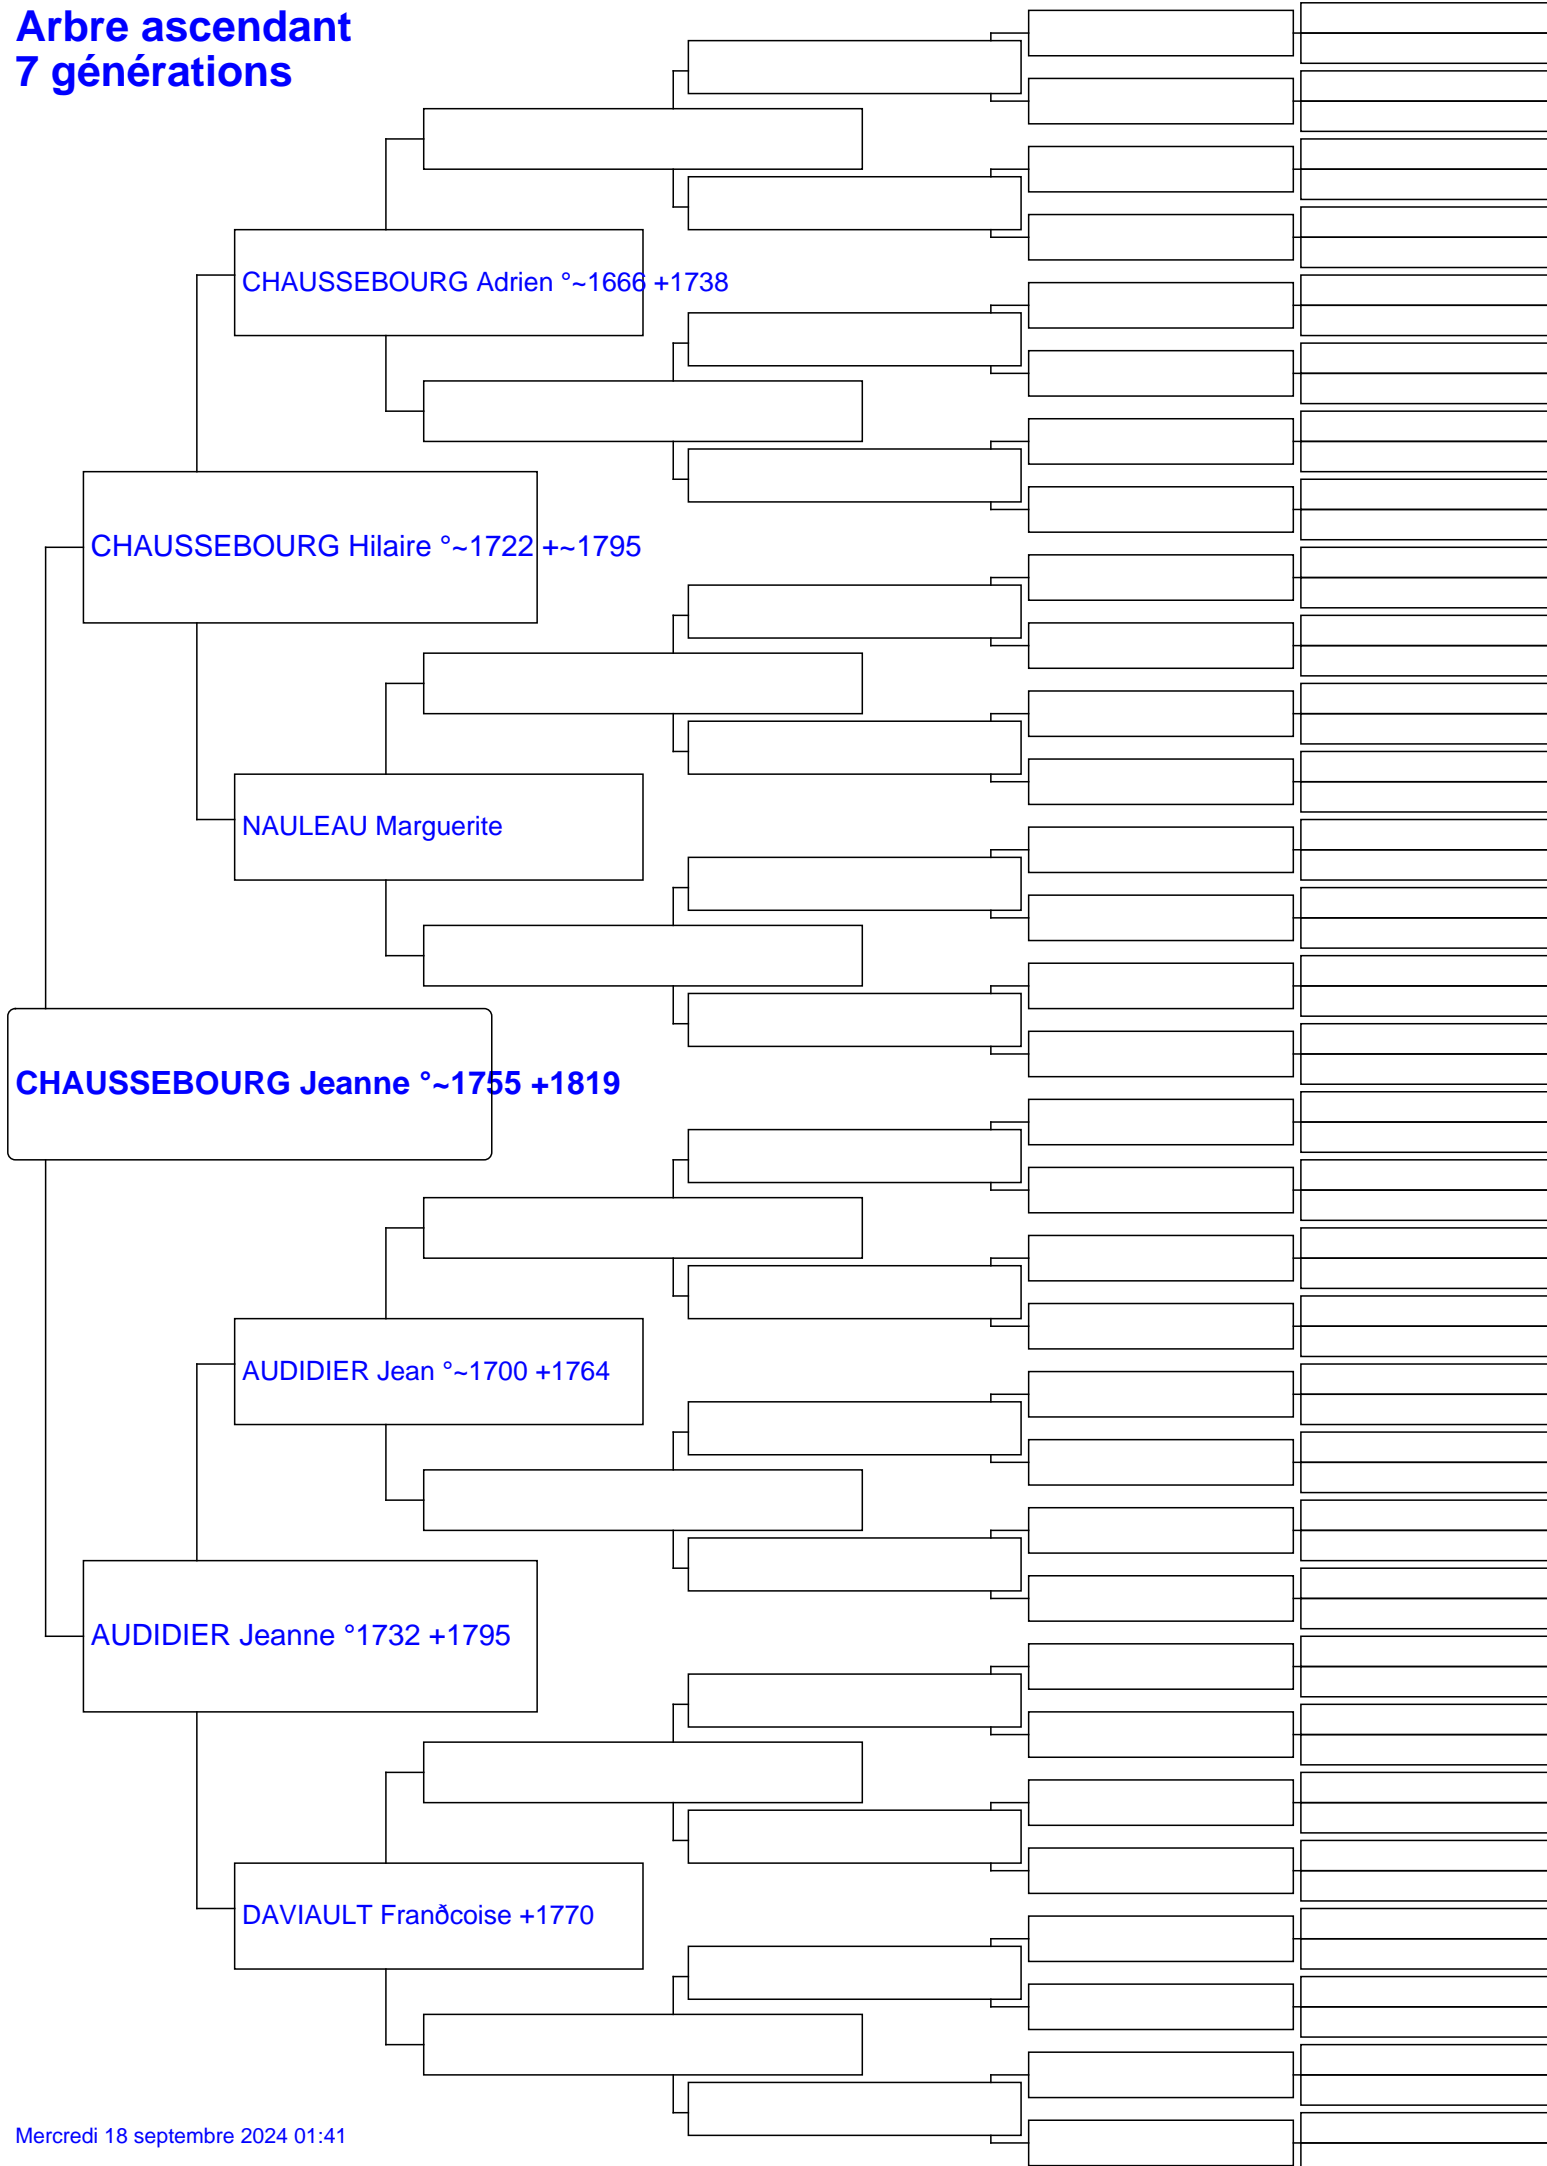 Arbre ascendant
7 générations
CHAUSSEBOURG Adrien °~1666 +1738
CHAUSSEBOURG Hilaire °~1722 +~1795
NAULEAU Marguerite
CHAUSSEBOURG Jeanne °~1755 +1819
AUDIDIER Jean °~1700 +1764
AUDIDIER Jeanne °1732 +1795
DAVIAULT Franðcoise +1770
Mercredi 18 septembre 2024 01:41